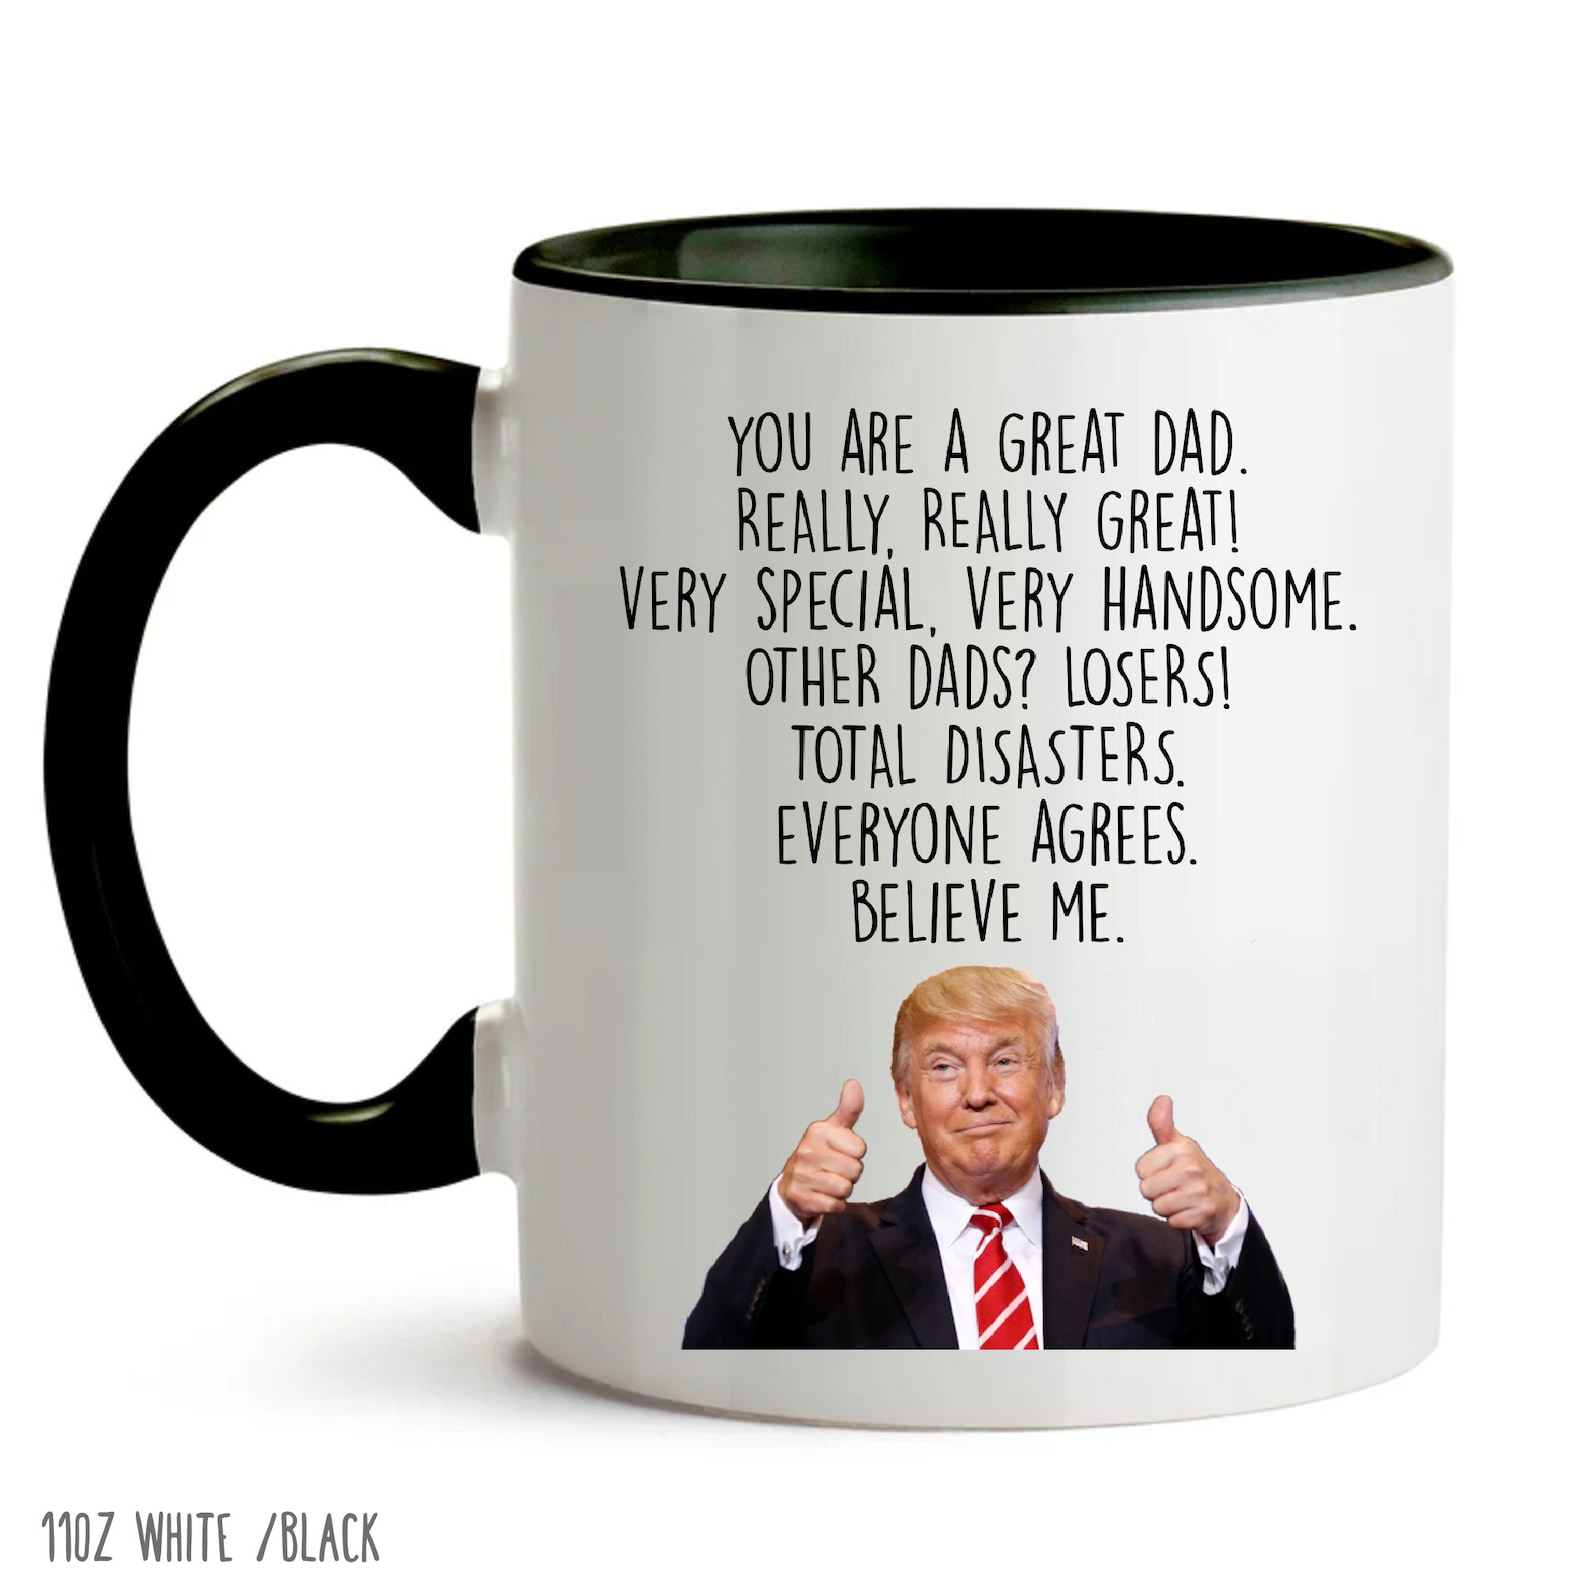 YOU ARE A GREAT DAD.
REALLY, REALLY GREAT!
VERY SPECIAL, VERY HANDSOME.
OTHER DADS? LOSERS!
TOTAL DISASTERS.
EVERYONE AGREES.
BELIEVE ME.
11OZ WHITE /BLACK